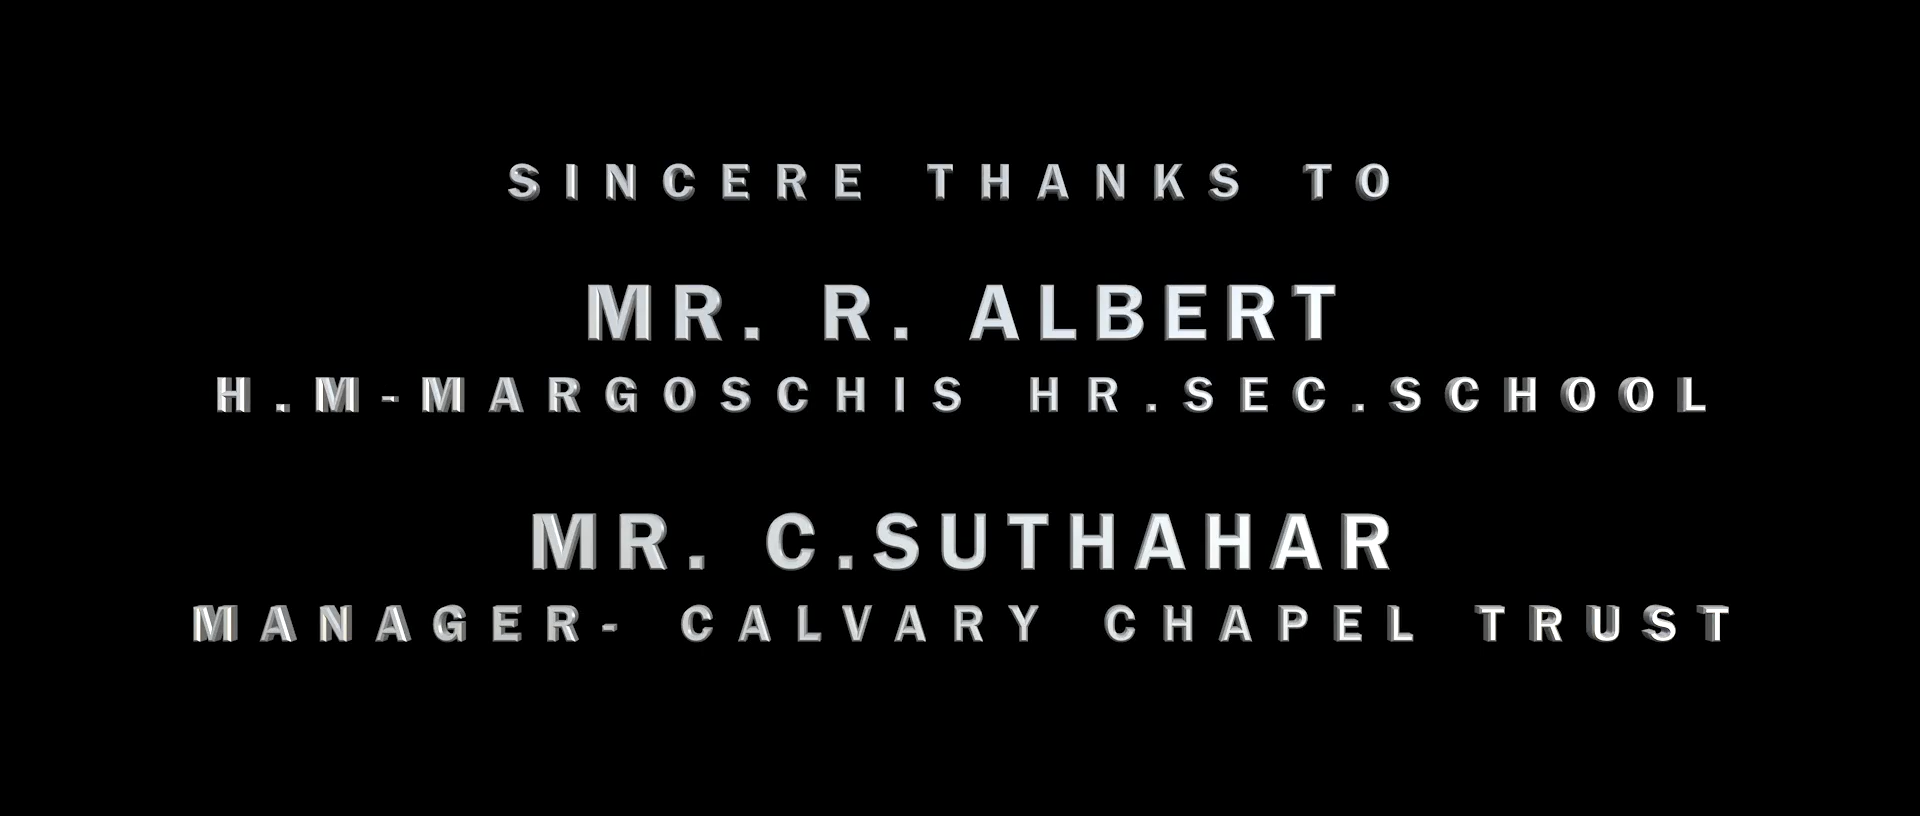 SINCERE THANKS TO
MR. R. ALBERT
H.M-MARGOSCHIS HR.SEC.SCHOOL
MR. C.SUTHAHAR
MANAGER- CALVARY CHAPEL TRUST